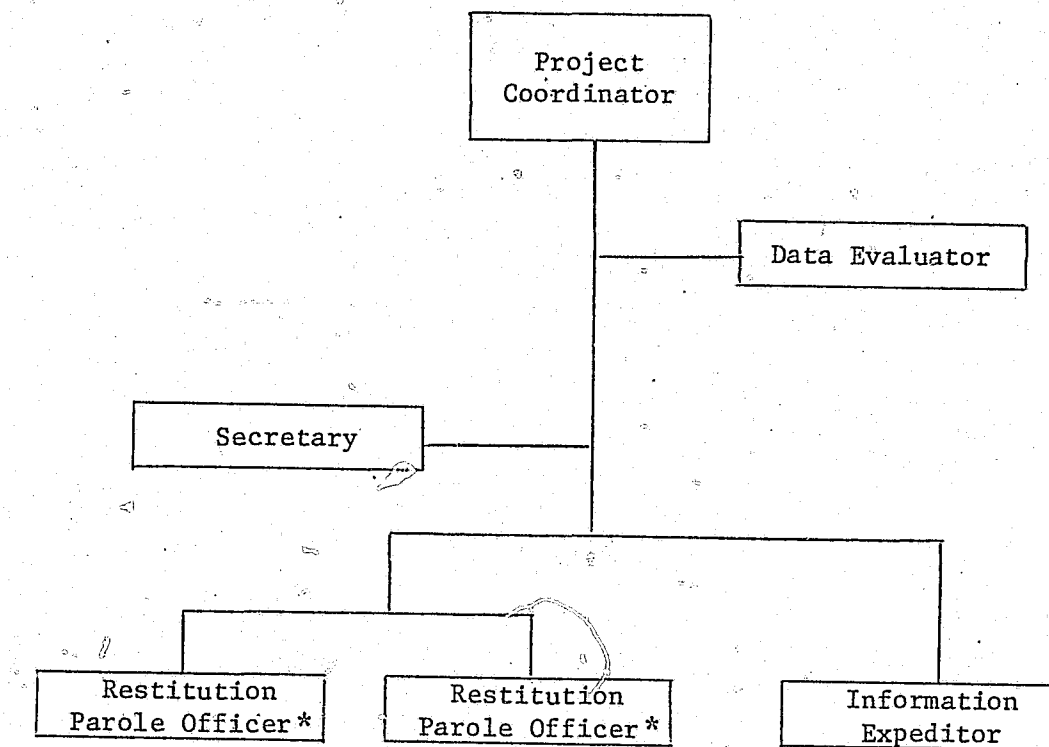 Project
Coordinator
Data Evaluator
Secretary
Restitution
Parole Officer*
Restitution
Parole Officer*
Information
Expeditor